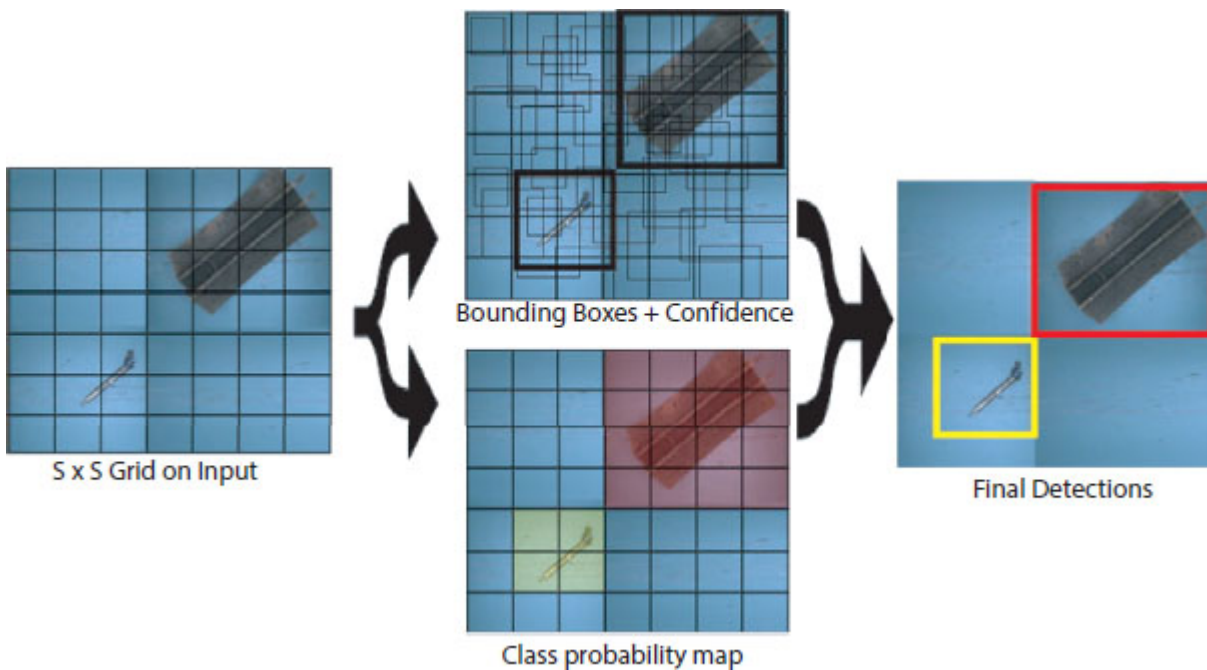 S x S Grid on Input
Bounding Boxes + Confidence
Class probability map
Final Detections